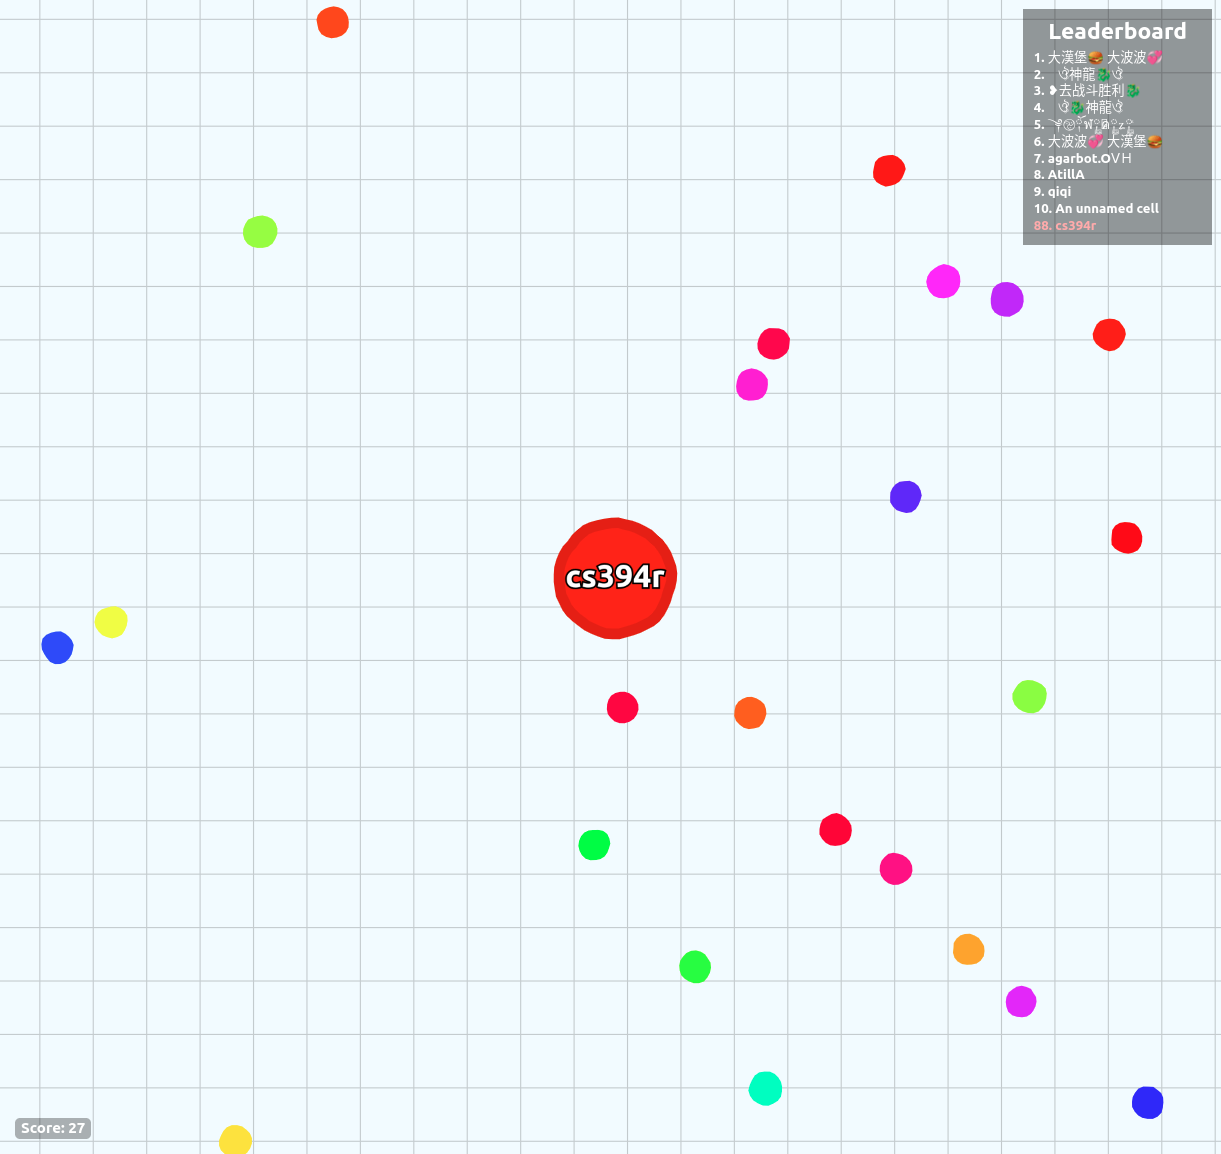 Leaderboard
1. 大漢堡🍔 大波波💞
2. 神龍🐉
3. ❥去战斗胜利🐉
4. 🐉神龍
5.
6. 大波波💞 大漢堡🍔
7. agarbot.OVH
8. AtillA
9. qiqi
10. An unnamed cell
88. cs394r
cs394r
Score: 27